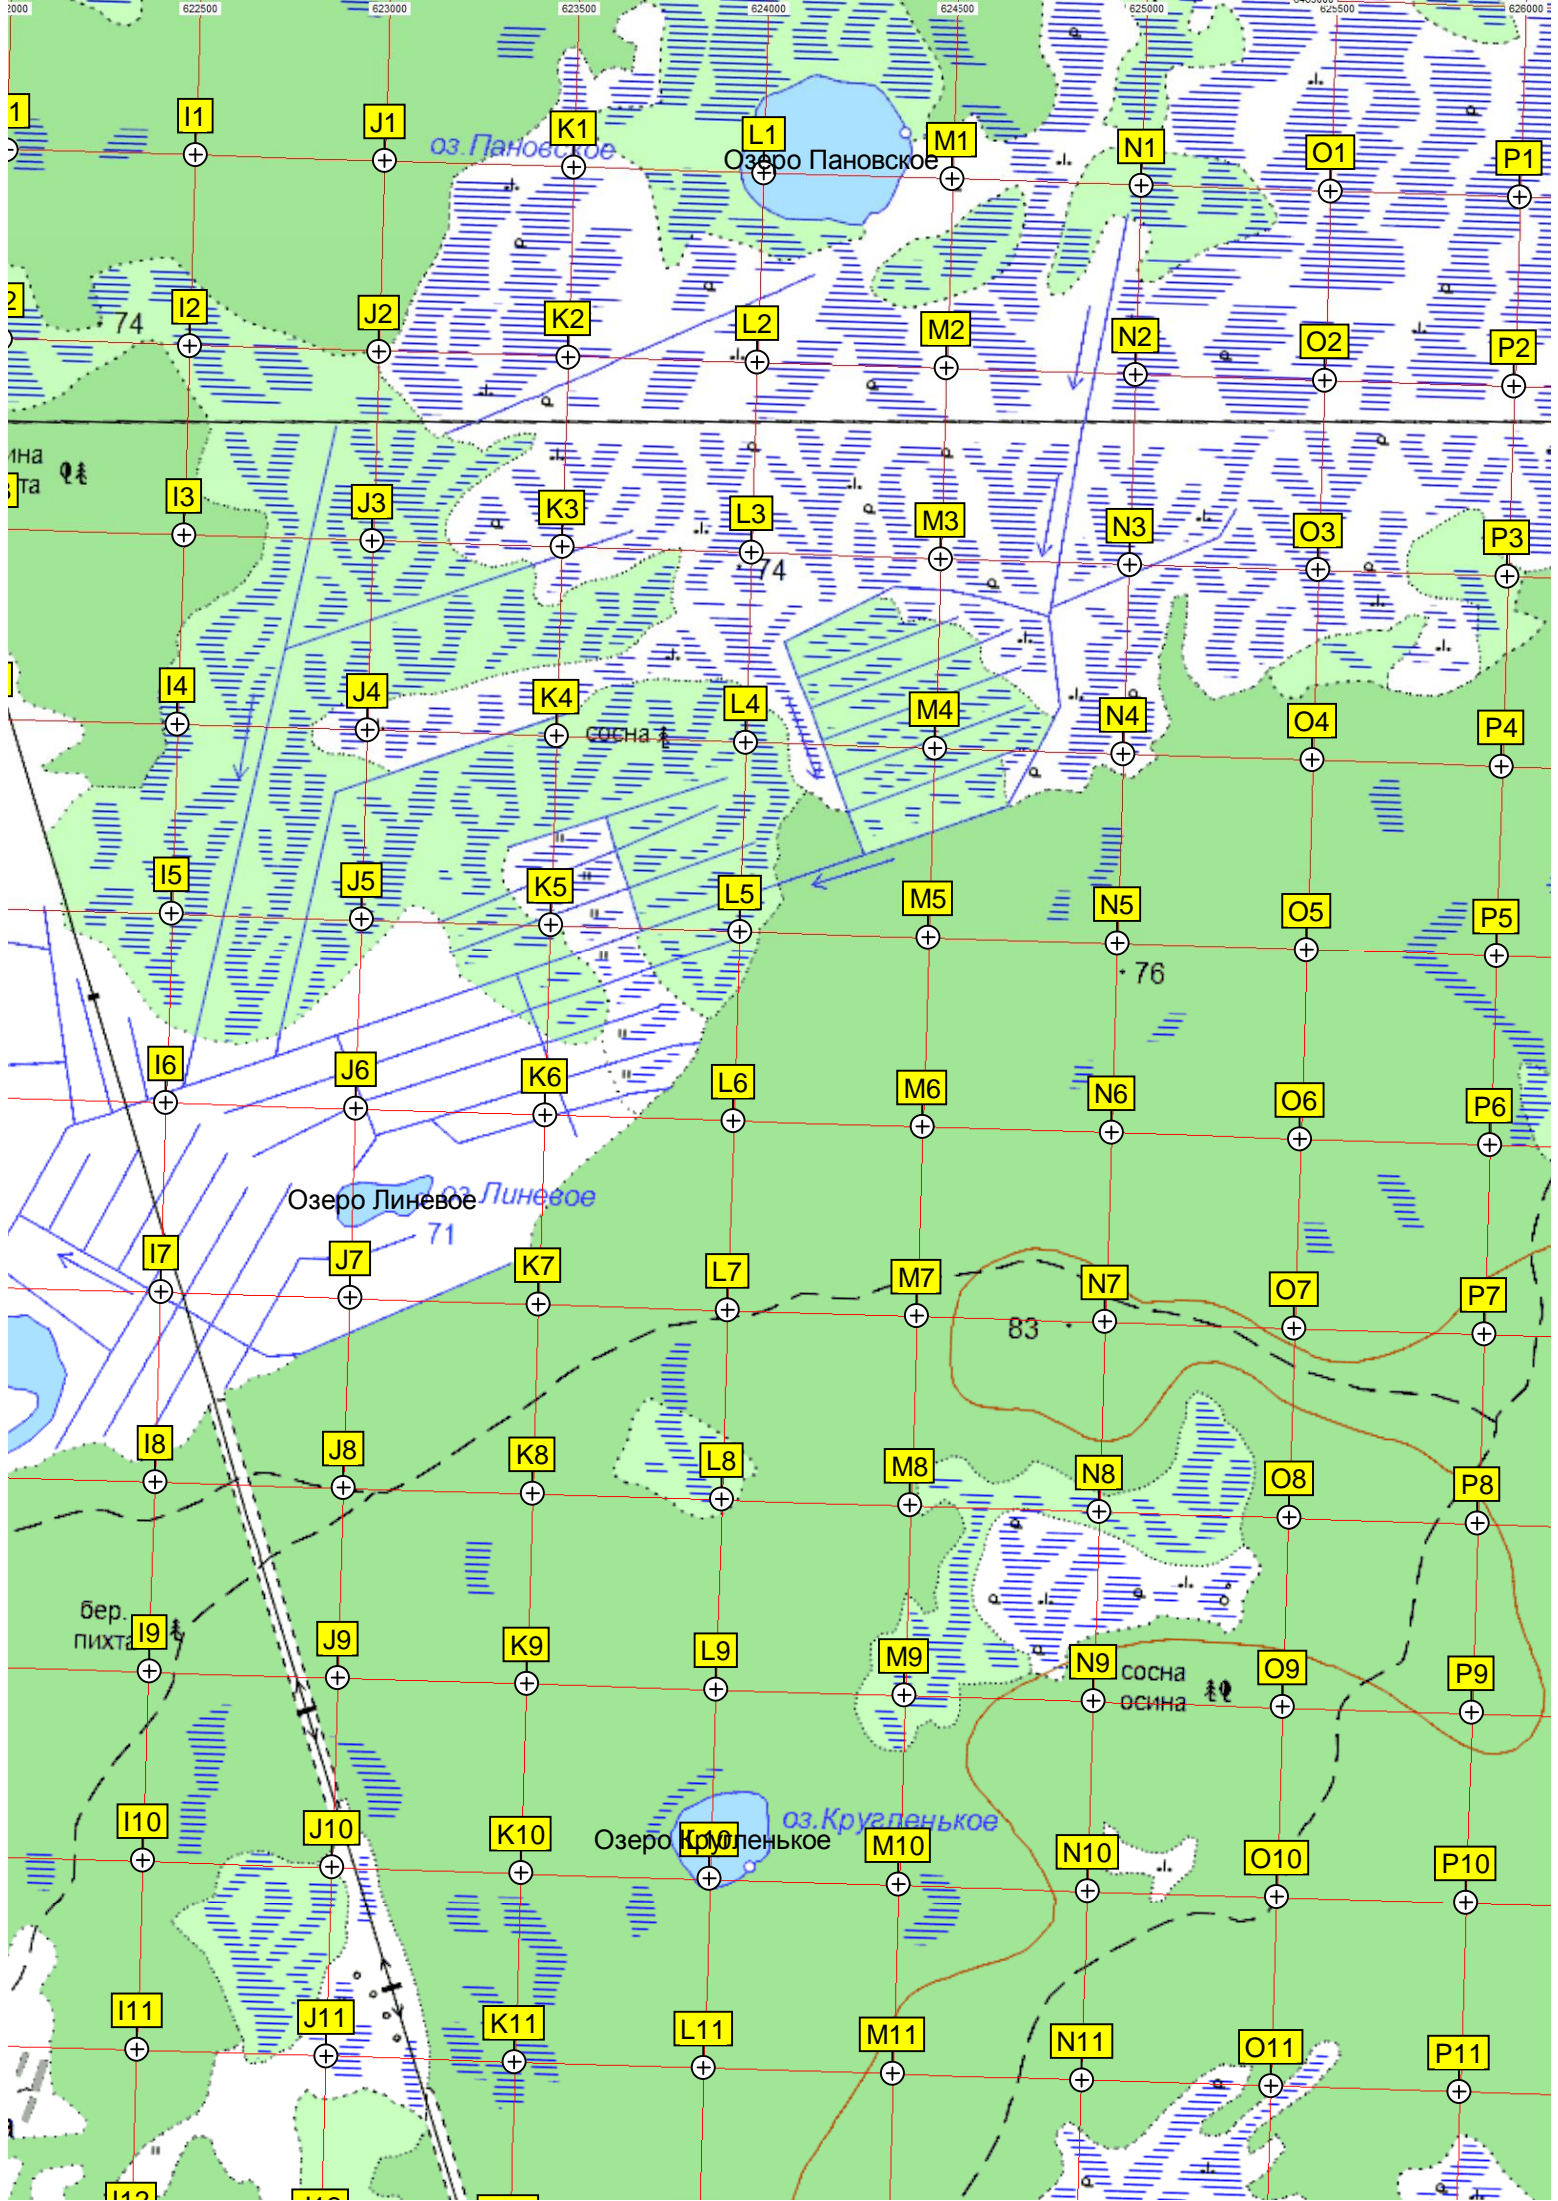 622500 623000 623500 624000 624500 625000 625500 626000
I1 J1 K1 L1 M1 N1 O1 P1
оз.Пановское
Озеро Пановское
I2 J2 K2 L2 M2 N2 O2 P2
74
I3 J3 K3 L3 M3 N3 O3 P3
74
I4 J4 K4 L4 M4 N4 O4 P4
сосна
I5 J5 K5 L5 M5 N5 O5 P5
76
I6 J6 K6 L6 M6 N6 O6 P6
оз.Линевое
Озеро Линевое
71
I7 J7 K7 L7 M7 N7 O7 P7
83
I8 J8 K8 L8 M8 N8 O8 P8
бер.
пихта
I9 J9 K9 L9 M9 N9 O9 P9
сосна
осина
I10 J10 K10 L10 M10 N10 O10 P10
оз.Кругленькое
Озеро Кругленькое
I11 J11 K11 L11 M11 N11 O11 P11